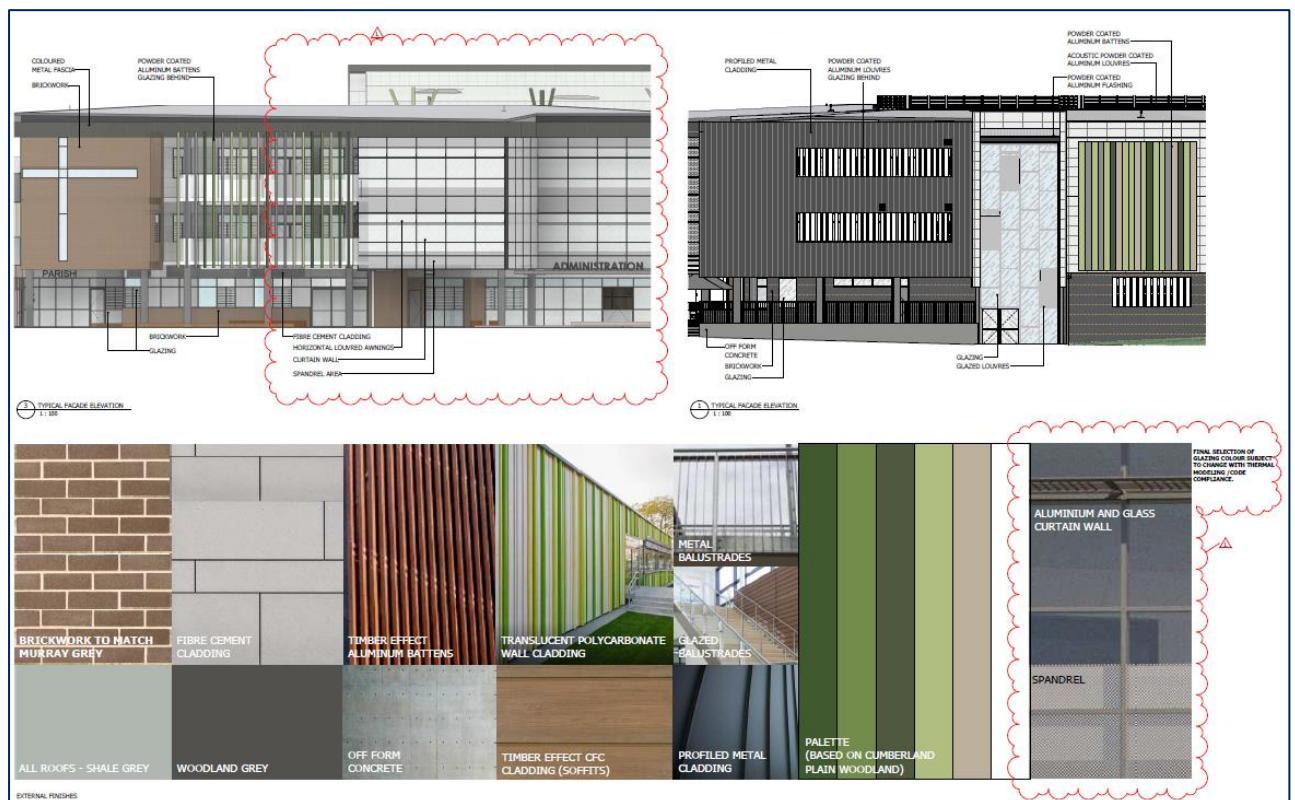 1
COLOURED
METAL FASCIA
BRICKWORK
POWDER COATED
ALUMINUM BATTENS
GLAZING BEHIND
PARISH
ADMINISTRATION
BRICKWORK
GLAZING
FIBRE CEMENT CLADDING
HORIZONTAL LOUVRED AWNINGS
CURTAIN WALL
SPANDREL AREA
3 TYPICAL FACADE ELEVATION
1 : 100
PROFILED METAL
CLADDING
POWDER COATED
ALUMINUM LOUVRES
GLAZING BEHIND
POWDER COATED
ALUMINUM BATTENS
ACOUSTIC POWDER COATED
ALUMINUM LOUVRES
POWDER COATED
ALUMINUM FLASHING
OFF FORM
CONCRETE
BRICKWORK
GLAZING
GLAZING
GLAZED LOUVRES
1 TYPICAL FACADE ELEVATION
1 : 100
BRICKWORK TO MATCH
MURRAY GREY
FIBRE CEMENT
CLADDING
TIMBER EFFECT
ALUMINUM BATTENS
TRANSLUCENT POLYCARBONATE
WALL CLADDING
METAL
BALUSTRADES
GLAZED
BALUSTRADES
ALUMINIUM AND GLASS
CURTAIN WALL
SPANDREL
FINAL SELECTION OF
GLAZING COLOUR SUBJECT
TO CHANGE WITH THERMAL
MODELING /CODE
COMPLIANCE.
1
ALL ROOFS - SHALE GREY
WOODLAND GREY
OFF FORM
CONCRETE
TIMBER EFFECT CFC
CLADDING (SOFFITS)
PROFILED METAL
CLADDING
PALETTE
(BASED ON CUMBERLAND
PLAIN WOODLAND)
EXTERNAL FINISHES